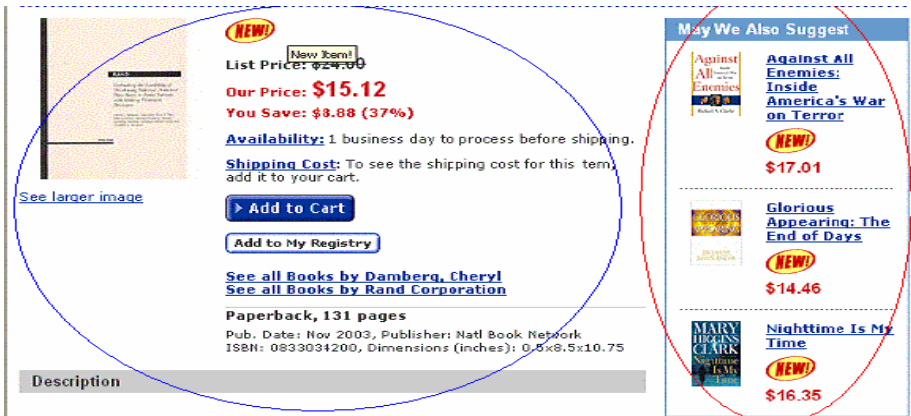 NEW!
New Item!
List Price: $24.00
Our Price: $15.12
You Save: $8.88 (37%)
Availability: 1 business day to process before shipping.
Shipping Cost: To see the shipping cost for this item,
add it to your cart.
See larger image
Add to Cart
Add to My Registry
See all Books by Damberg, Cheryl
See all Books by Rand Corporation
Paperback, 131 pages
Pub. Date: Nov 2003, Publisher: Natl Book Network
ISBN: 0833034200, Dimensions (inches): 0.5x8.5x10.75
Description
May We Also Suggest
Against
All
Enemies
Against All
Enemies:
Inside
America's War
on Terror
NEW!
$17.01
GLORIOUS
Glorious
Appearing: The
End of Days
NEW!
$14.46
MARY
HIGGINS
CLARK
Nighttime
Is My
Time
Nighttime Is My
Time
NEW!
$16.35